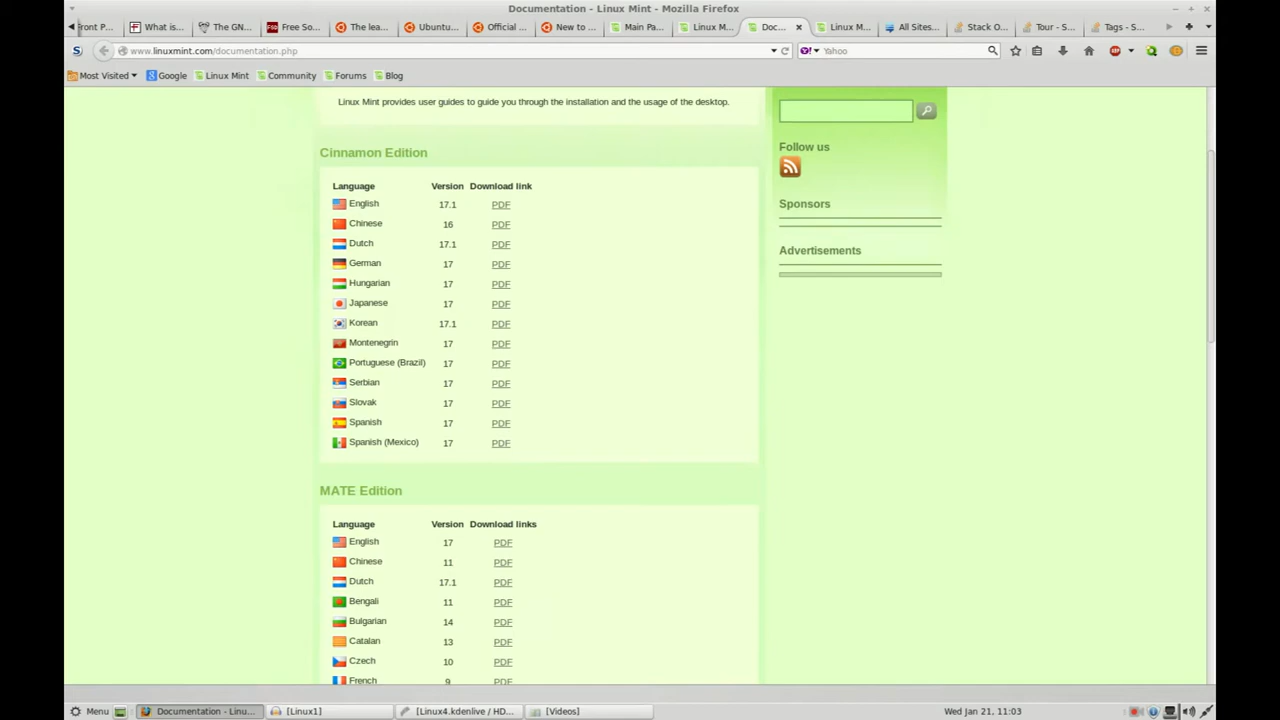 Documentation - Linux Mint - Mozilla Firefox
ront P... What is... The GN... Free So... The lea... Ubuntu... Official ... New to ... Main Pa... Linux M... Doc... Linux M... All Sites... Stack O... Tour - S... Tags - S...
www.linuxmint.com/documentation.php Yahoo
Most Visited Google Linux Mint Community Forums Blog
Linux Mint provides user guides to guide you through the installation and the usage of the desktop.
Cinnamon Edition
Language Version Download link
English 17.1 PDF
Chinese 16 PDF
Dutch 17.1 PDF
German 17 PDF
Hungarian 17 PDF
Japanese 17 PDF
Korean 17.1 PDF
Montenegrin 17 PDF
Portuguese (Brazil) 17 PDF
Serbian 17 PDF
Slovak 17 PDF
Spanish 17 PDF
Spanish (Mexico) 17 PDF
MATE Edition
Language Version Download links
English 17 PDF
Chinese 11 PDF
Dutch 17.1 PDF
Bengali 11 PDF
Bulgarian 14 PDF
Catalan 13 PDF
Czech 10 PDF
French 9 PDF
Follow us
Sponsors
Advertisements
Menu Documentation - Linu... [Linux1] [Linux4.kdenlive / HD... [Videos] Wed Jan 21, 11:03